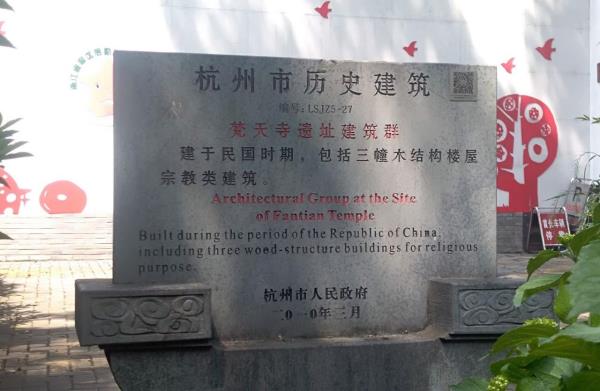 杭州市历史建筑
编号:LSJZ5-27
梵天寺遗址建筑群
建于民国时期，包括三幢木结构楼屋
宗教类建筑。
Architectural Group at the Site
of Fantian Temple
Built during the period of the Republic of China,
including three wood-structure buildings for religious
purpose.
杭州市人民政府
二〇一〇年三月